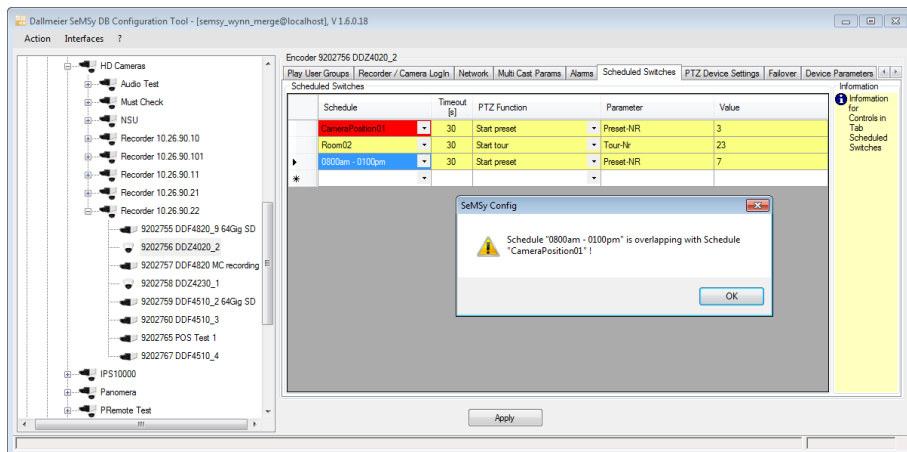 Dallmeier SeMSy DB Configuration Tool - [semsy_wynn_merge@localhost], V 1.6.0.18
Action Interfaces ?
HD Cameras
Audio Test
Must Check
NSU
Recorder 10.26.90.10
Recorder 10.26.90.101
Recorder 10.26.90.11
Recorder 10.26.90.21
Recorder 10.26.90.22
9202755 DDF4820_9 64Gig SD
9202756 DDZ4020_2
9202757 DDF4820 MC recording
9202758 DDZ4230_1
9202759 DDF4510_2 64Gig SD
9202760 DDF4510_3
9202765 POS Test 1
9202767 DDF4510_4
IPS10000
Panomera
PRemote Test
Encoder 9202756 DDZ4020_2
Play User Groups Recorder / Camera LogIn Network Multi Cast Params Alarms Scheduled Switches PTZ Device Settings Failover Device Parameters
Scheduled Switches
Schedule Timeout [s] PTZ Function Parameter Value
CameraPosition01 30 Start preset Preset-NR 3
Room02 30 Start tour Tour-Nr 23
0800am - 0100pm 30 Start preset Preset-NR 7
SeMSy Config
Schedule "0800am - 0100pm" is overlapping with Schedule
"CameraPosition01" !
OK
Apply
Information
Information
for
Controls in
Tab
Scheduled
Switches